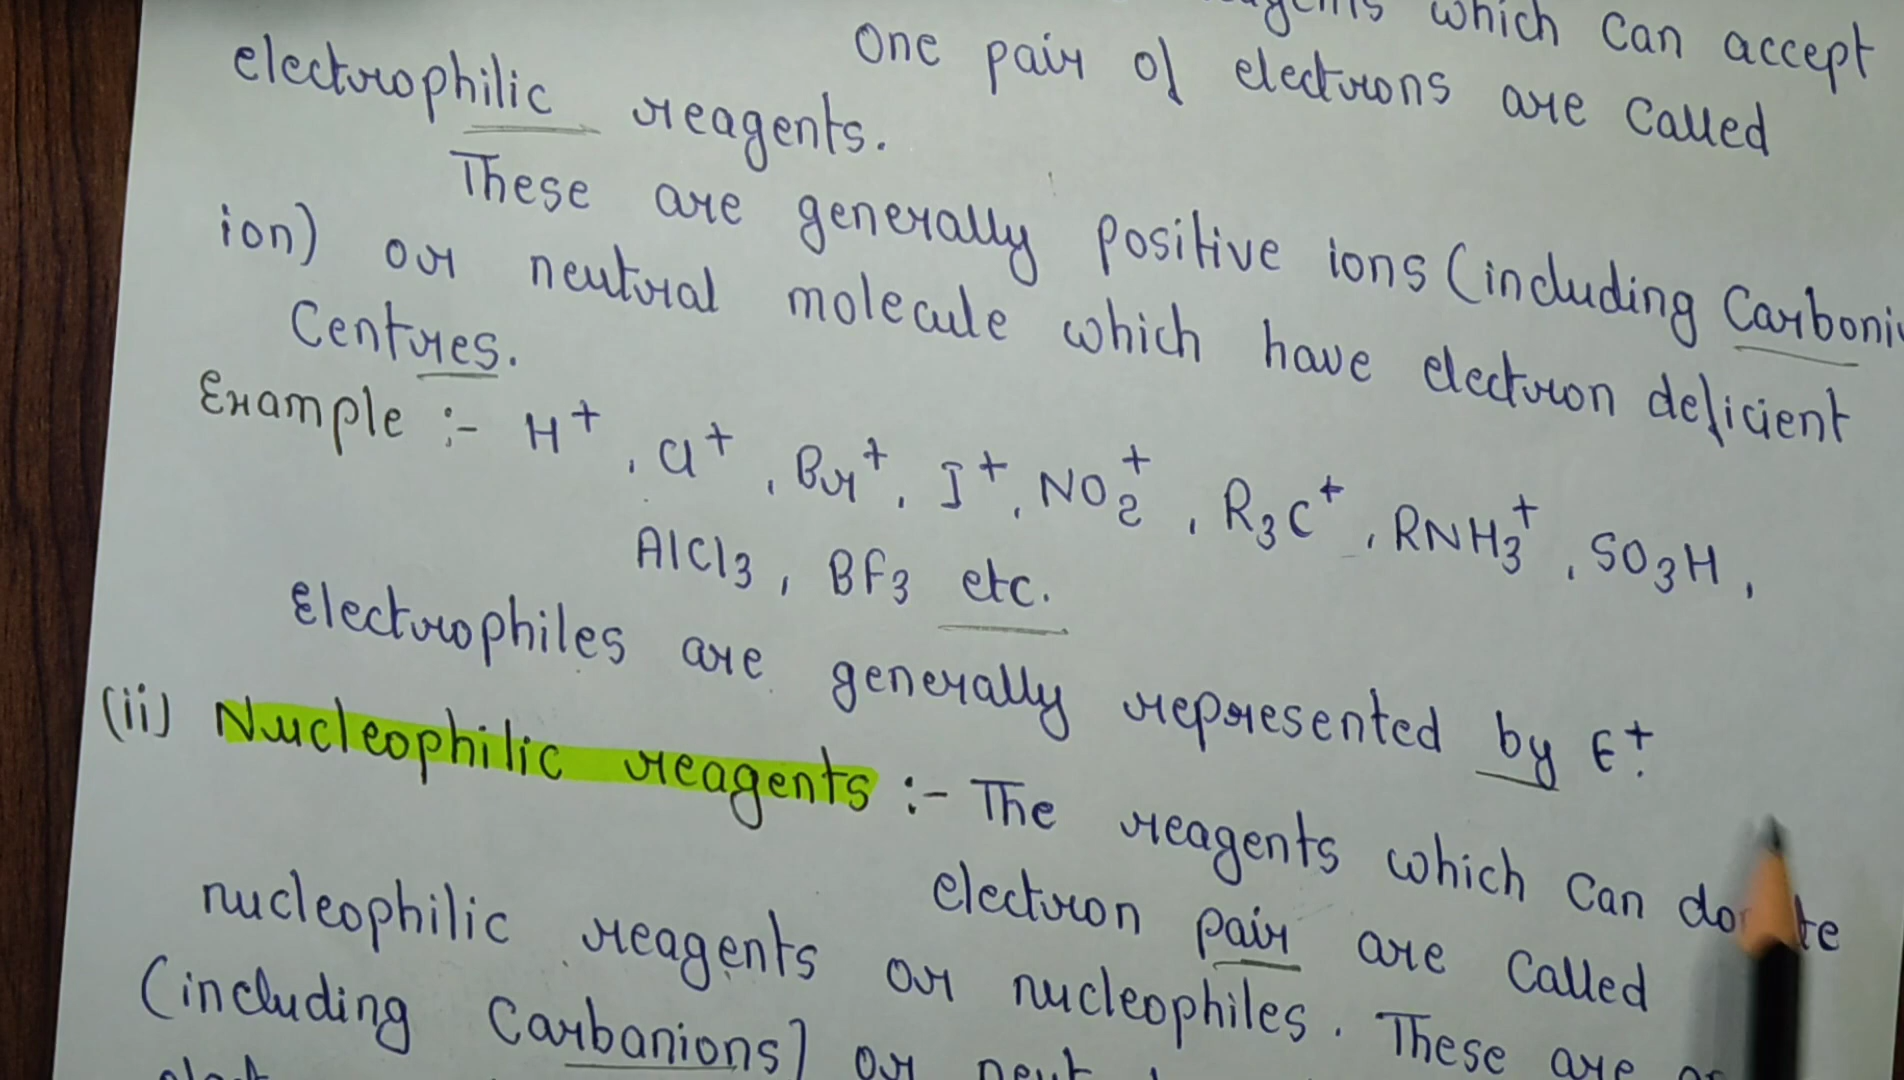 which can accept
one pair of electrons are called
electrophilic reagents.
These are generally positive ions (including Carboni
ion) or neutral molecule which have electron deficient
Centres.
Example :- H⁺, Cl⁺, Br⁺, I⁺, NO₂⁺, R₃C⁺, RNH₃⁺, SO₃H,
AlCl₃, BF₃ etc.
Electrophiles are generally represented by E⁺.
(ii) Nucleophilic reagents :- The reagents which can do te
electron pair are called
nucleophilic reagents or nucleophiles. These are
(including Carbanions) or